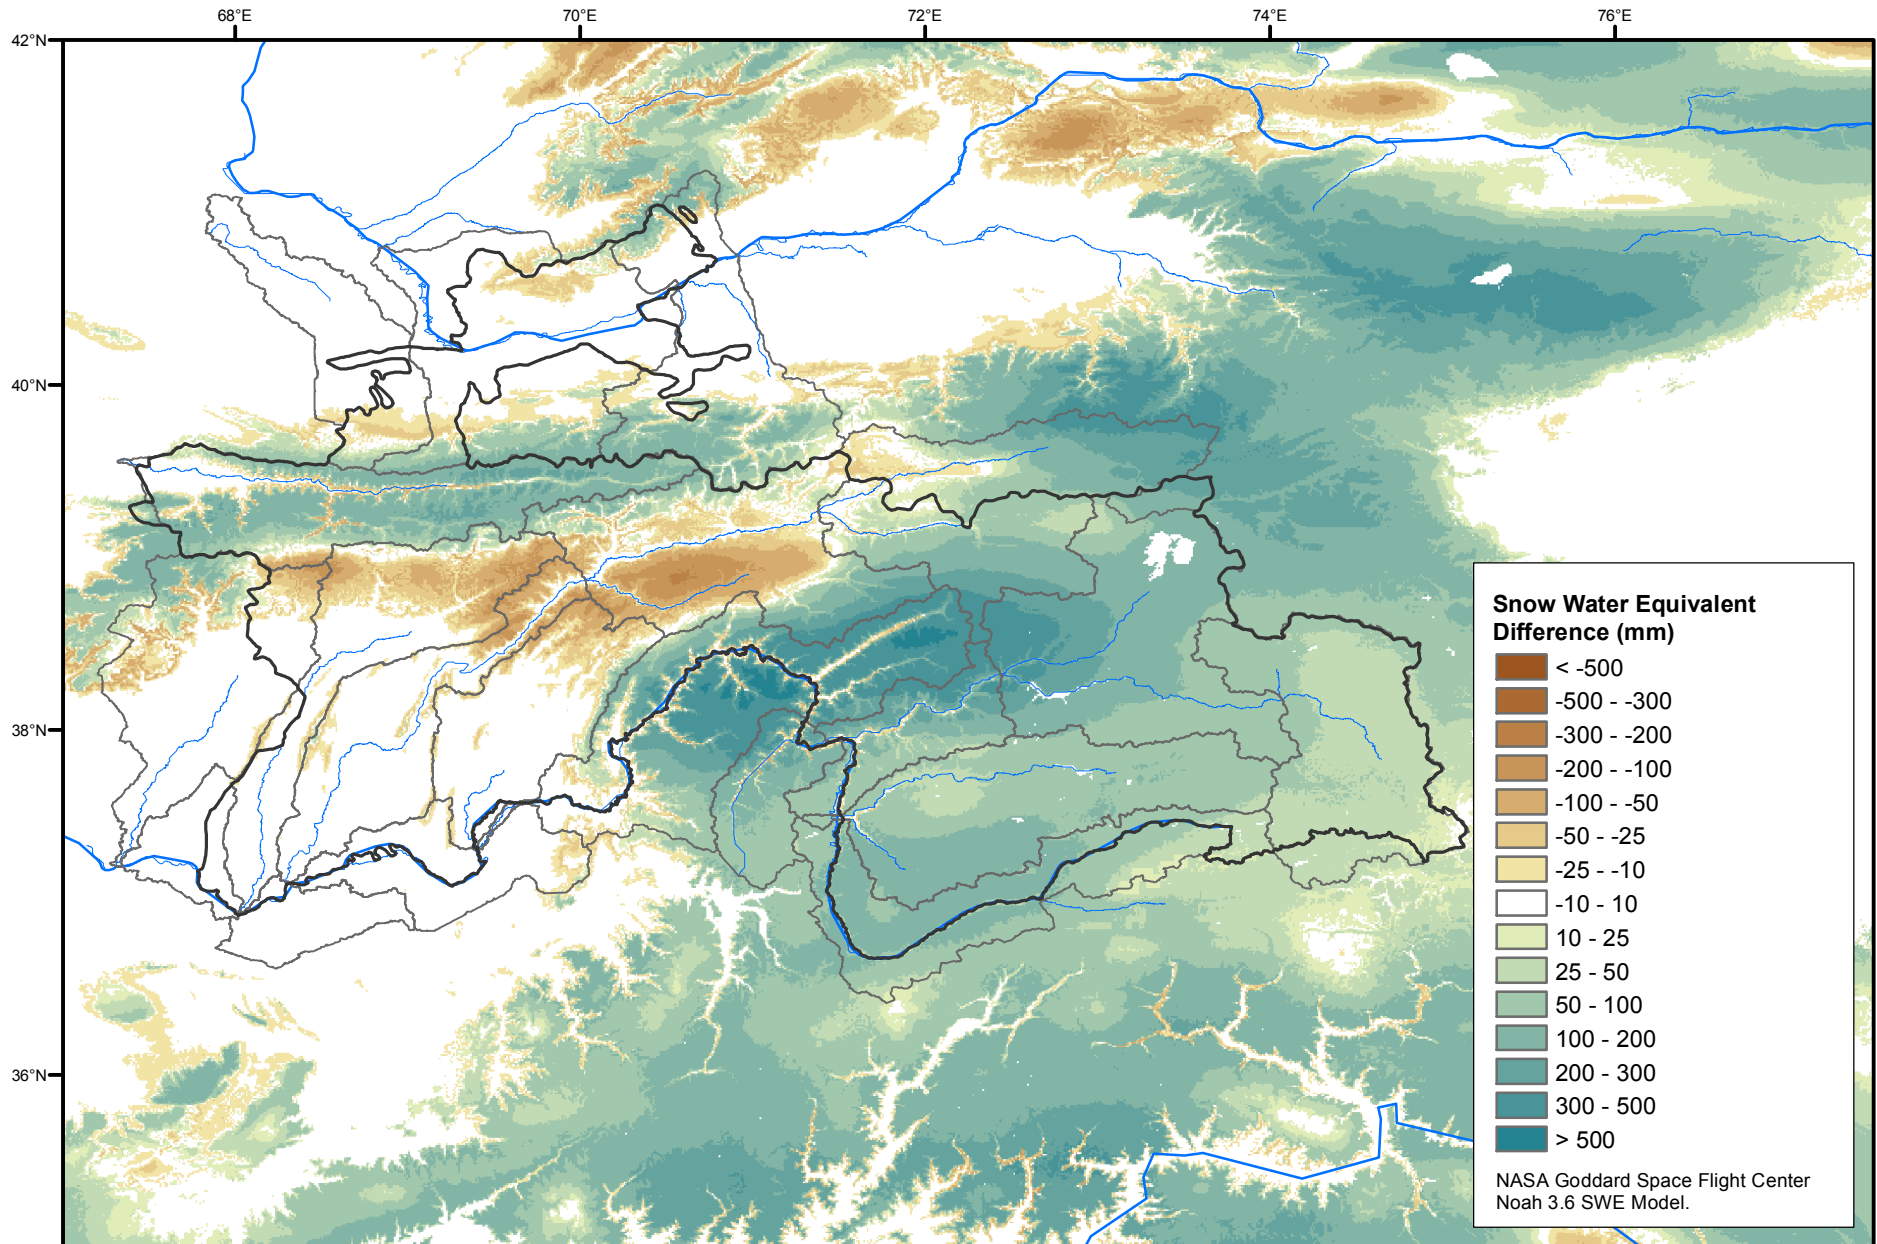 68°E
70°E
72°E
74°E
76°E
42°N
40°N
38°N
36°N
Snow Water Equivalent
Difference (mm)
< -500
-500 - -300
-300 - -200
-200 - -100
-100 - -50
-50 - -25
-25 - -10
-10 - 10
10 - 25
25 - 50
50 - 100
100 - 200
200 - 300
300 - 500
> 500
NASA Goddard Space Flight Center
Noah 3.6 SWE Model.